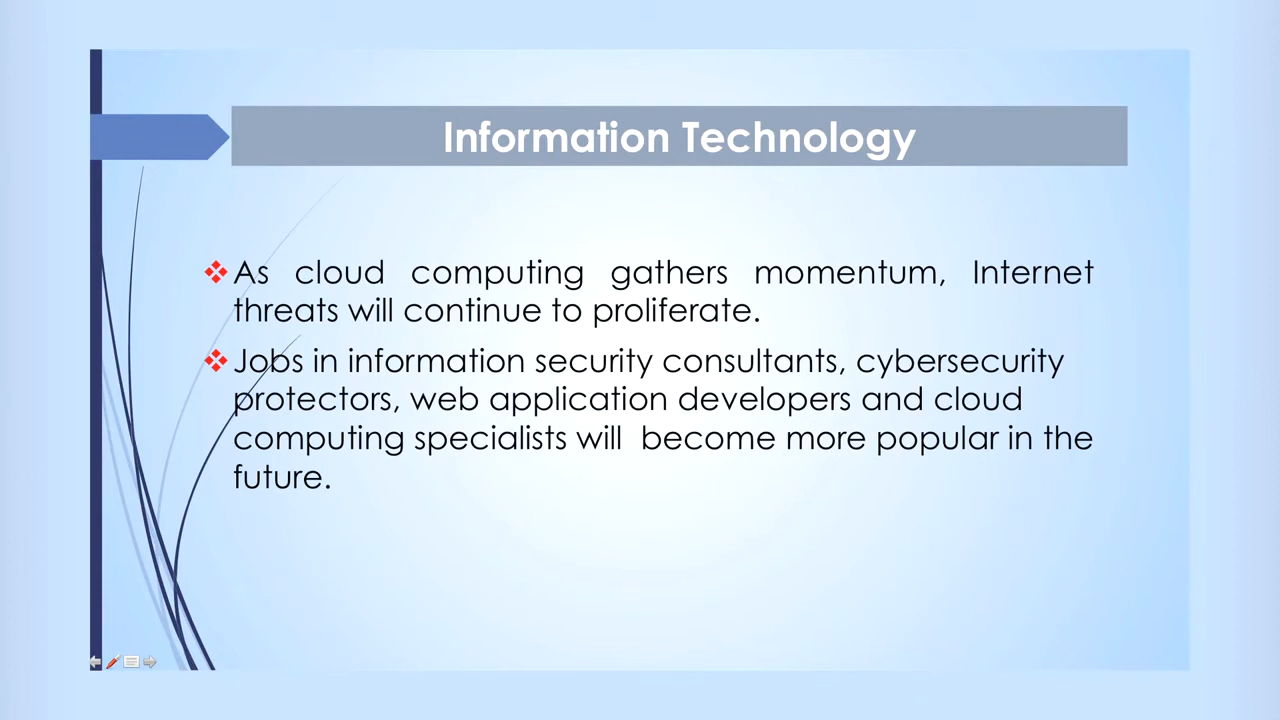 Information Technology
As cloud computing gathers momentum, Internet
threats will continue to proliferate.
Jobs in information security consultants, cybersecurity
protectors, web application developers and cloud
computing specialists will become more popular in the
future.